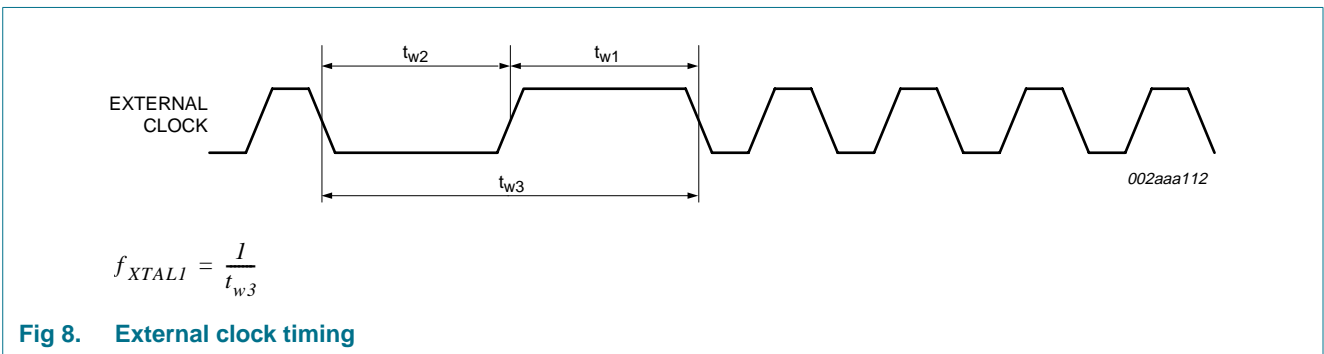 t_w2
t_w1
EXTERNAL
CLOCK
t_w3
002aaa112
f_XTAL1 = 1/t_w3
Fig 8. External clock timing